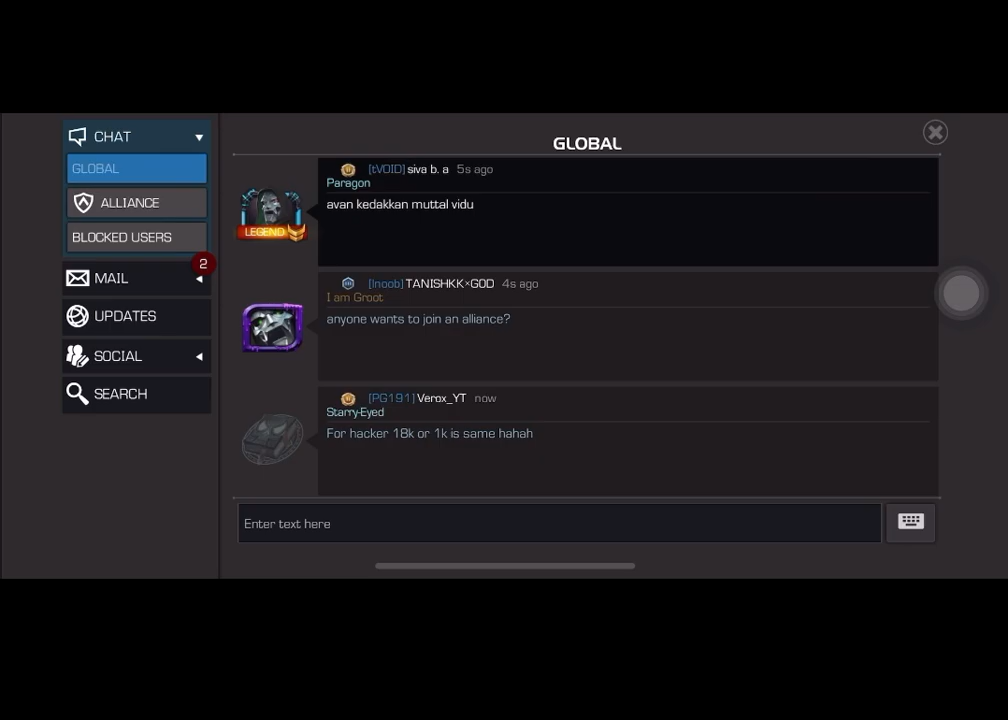 CHAT
GLOBAL
ALLIANCE
BLOCKED USERS
2
MAIL
UPDATES
SOCIAL
SEARCH
GLOBAL
[tVOID] siva b. a 5s ago
Paragon
avan kedakkan muttal vidu
LEGEND
[lnoob] TANISHKK×GOD 4s ago
I am Groot
anyone wants to join an alliance?
[PG191] Verox_YT now
Starry-Eyed
For hacker 18k or 1k is same hahah
Enter text here